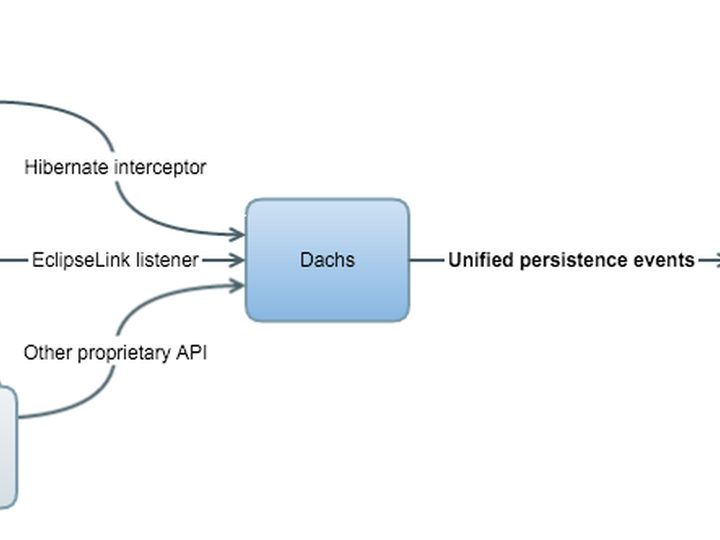 Hibernate interceptor
EclipseLink listener
Dachs
Unified persistence events
Other proprietary API